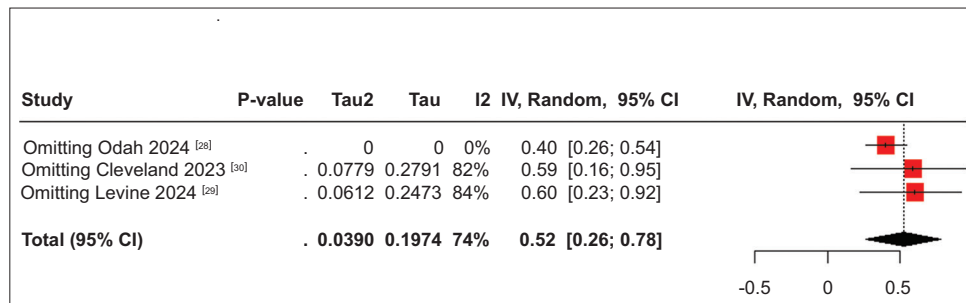 .
Study P-value Tau2 Tau I2 IV, Random, 95% CI IV, Random, 95% CI
Omitting Odah 2024 [28] . 0 0 0% 0.40 [0.26; 0.54]
Omitting Cleveland 2023 [30] . 0.0779 0.2791 82% 0.59 [0.16; 0.95]
Omitting Levine 2024 [29] . 0.0612 0.2473 84% 0.60 [0.23; 0.92]
Total (95% CI) . 0.0390 0.1974 74% 0.52 [0.26; 0.78]
-0.5 0 0.5